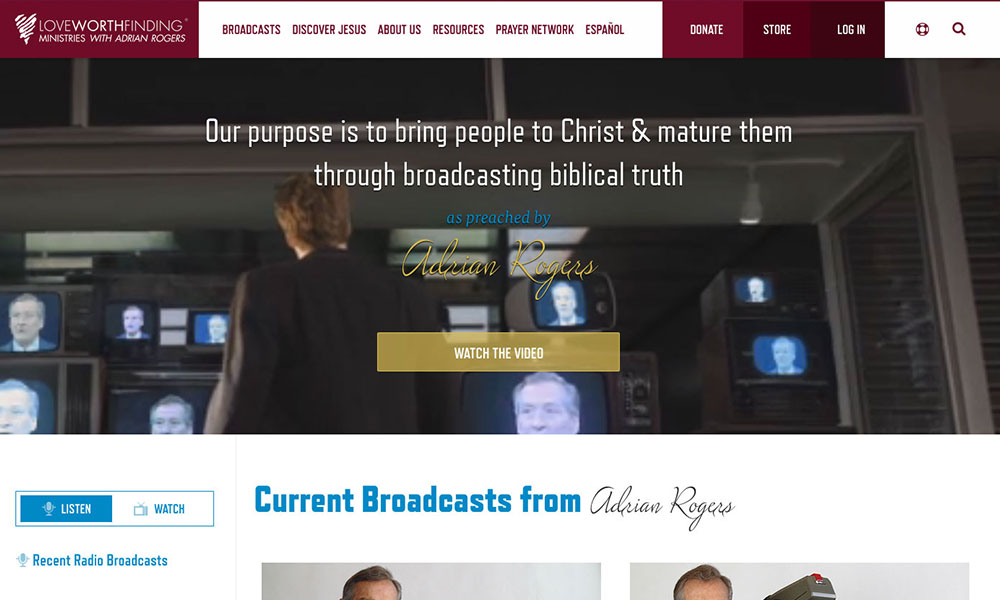 LOVEWORTHFINDING®
MINISTRIES WITH ADRIAN ROGERS
BROADCASTS DISCOVER JESUS ABOUT US RESOURCES PRAYER NETWORK ESPAÑOL
DONATE STORE LOG IN
Our purpose is to bring people to Christ & mature them
through broadcasting biblical truth
as preached by
Adrian Rogers
WATCH THE VIDEO
LISTEN WATCH
Recent Radio Broadcasts
Current Broadcasts from Adrian Rogers